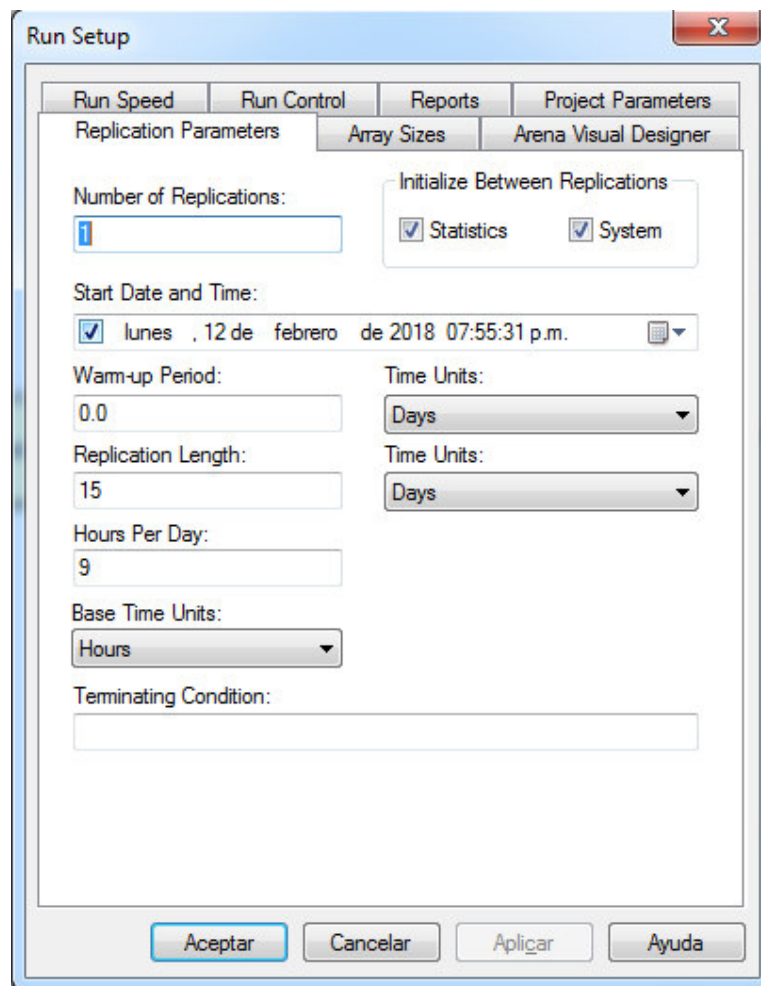 Run Setup
Run Speed Run Control Reports Project Parameters
Replication Parameters Array Sizes Arena Visual Designer
Number of Replications:
1
Initialize Between Replications
Statistics System
Start Date and Time:
lunes , 12 de febrero de 2018 07:55:31 p.m.
Warm-up Period: Time Units:
0.0 Days
Replication Length: Time Units:
15 Days
Hours Per Day:
9
Base Time Units:
Hours
Terminating Condition:
Aceptar Cancelar Aplicar Ayuda